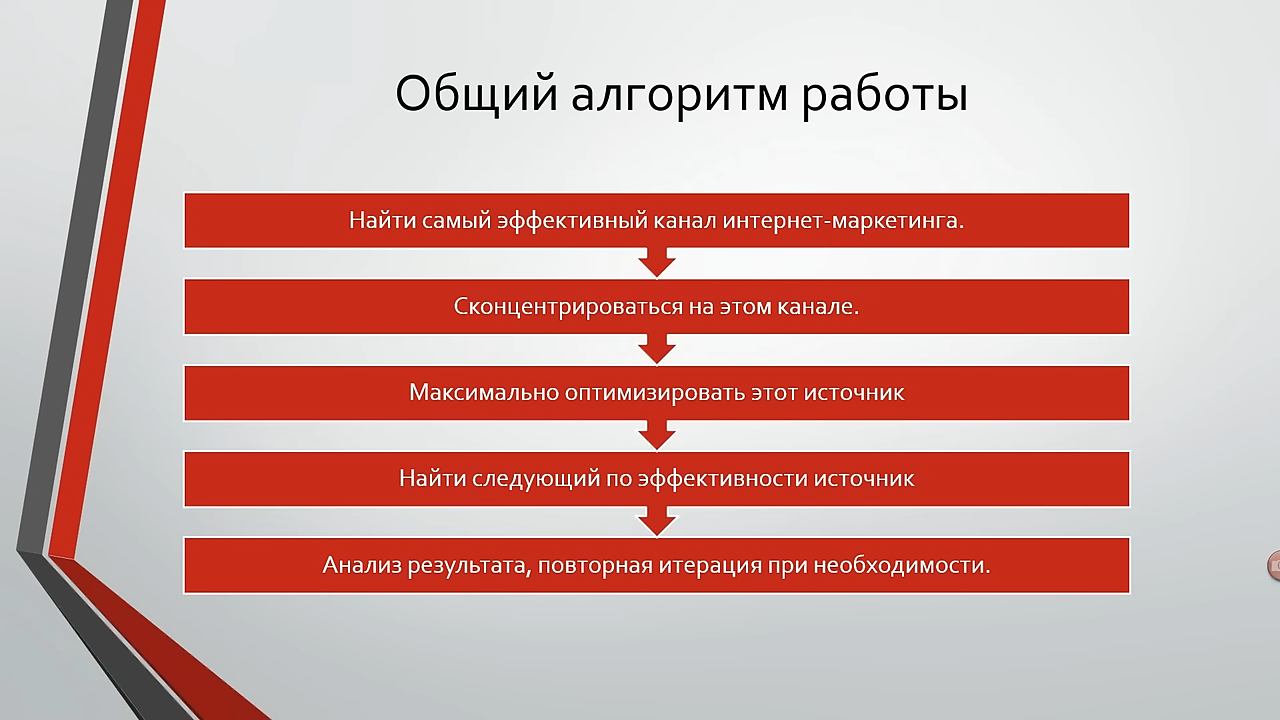 Общий алгоритм работы
Найти самый эффективный канал интернет-маркетинга.
Сконцентрироваться на этом канале.
Максимально оптимизировать этот источник
Найти следующий по эффективности источник
Анализ результата, повторная итерация при необходимости.